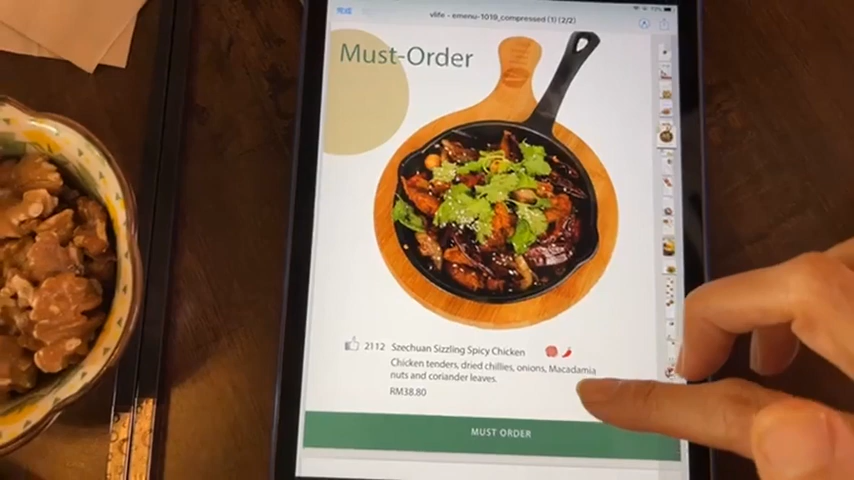 vlife - emenu-1019_compressed (1) (2/2)
Must-Order
2112 Szechuan Sizzling Spicy Chicken
Chicken tenders, dried chillies, onions, Macadamia
nuts and coriander leaves.
RM38.80
MUST ORDER